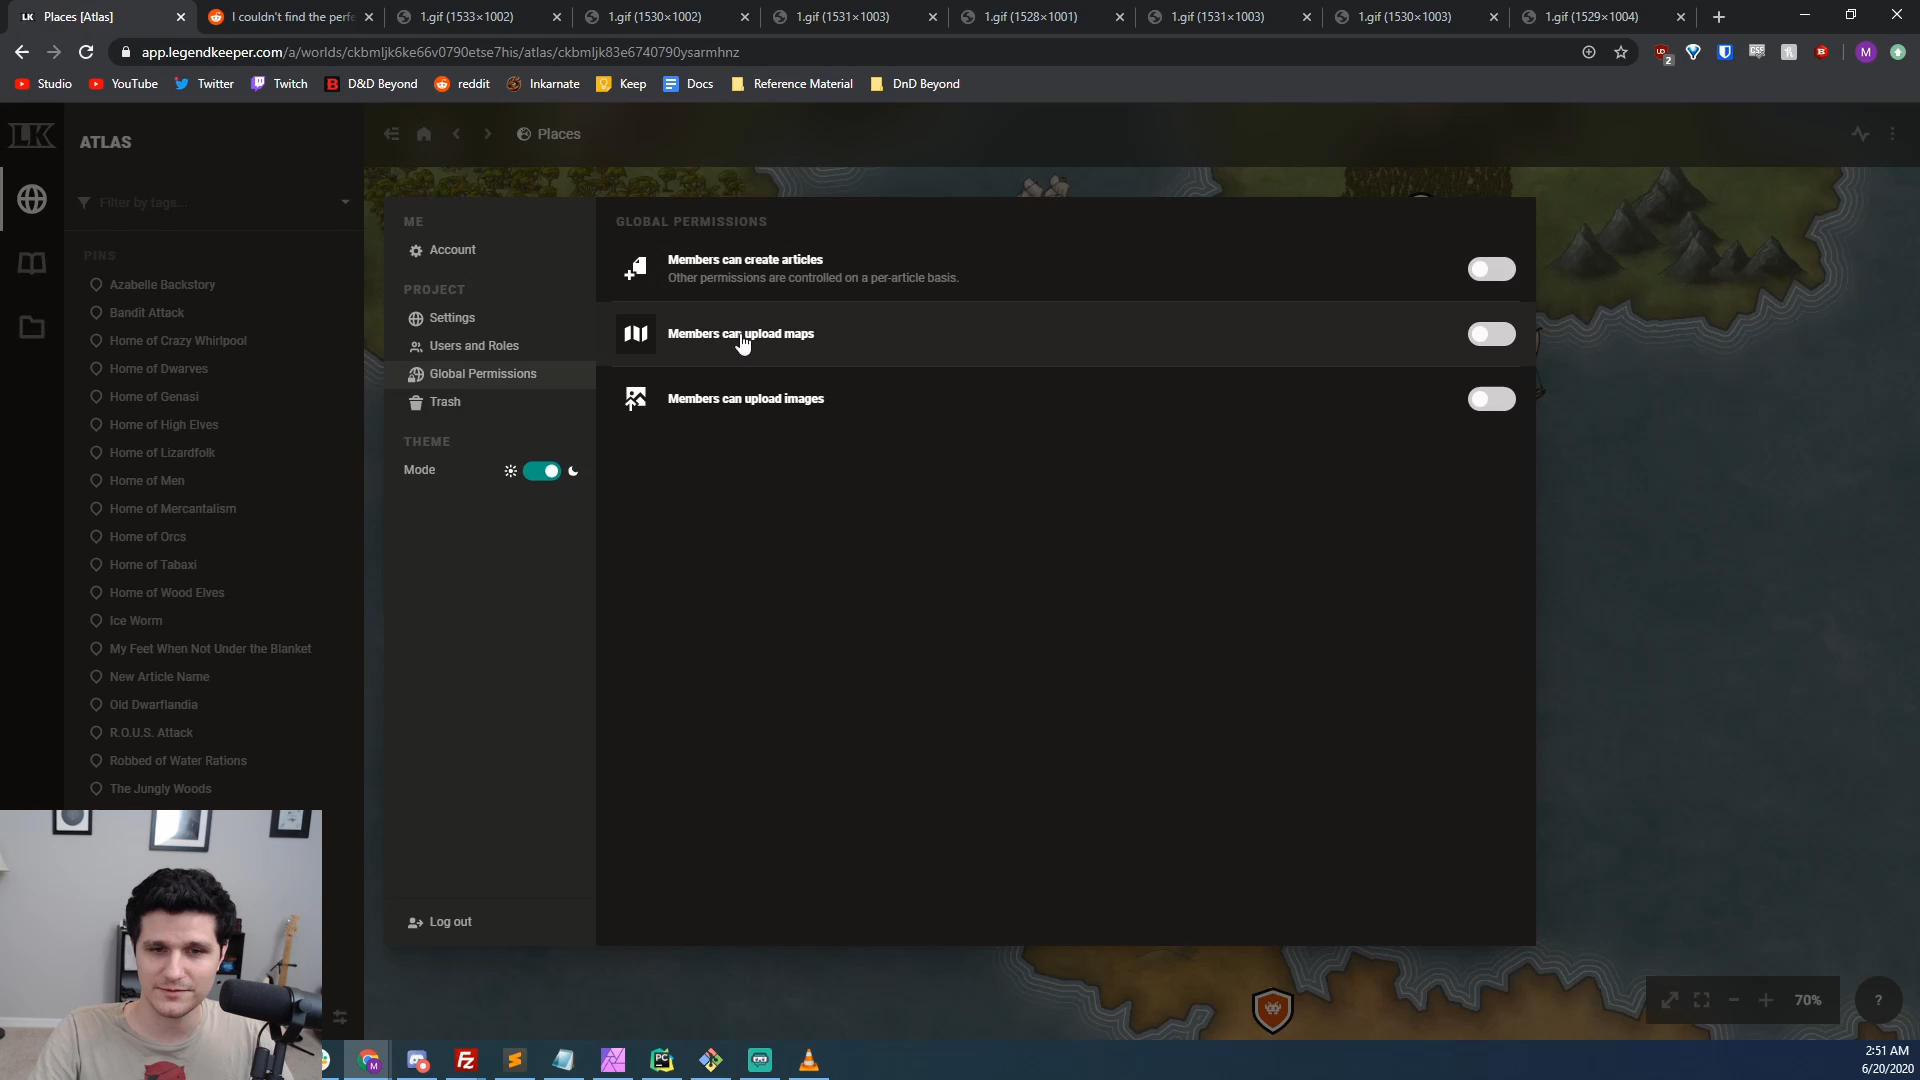 LK Places [Atlas]
I couldn't find the perfe
1.gif (1533×1002)
1.gif (1530×1002)
1.gif (1531×1003)
1.gif (1528×1001)
1.gif (1531×1003)
1.gif (1530×1003)
1.gif (1529×1004)
app.legendkeeper.com/a/worlds/ckbmljk6ke66v0790etse7his/atlas/ckbmljk83e6740790ysarmhnz
2
M
Studio
YouTube
Twitter
Twitch
D&D Beyond
reddit
Inkarnate
Keep
Docs
Reference Material
DnD Beyond
LK
ATLAS
Places
Filter by tags...
PINS
Azabelle Backstory
Bandit Attack
Home of Crazy Whirlpool
Home of Dwarves
Home of Genasi
Home of High Elves
Home of Lizardfolk
Home of Men
Home of Mercantalism
Home of Orcs
Home of Tabaxi
Home of Wood Elves
Ice Worm
My Feet When Not Under the Blanket
New Article Name
Old Dwarflandia
R.O.U.S. Attack
Robbed of Water Rations
The Jungly Woods
ME
Account
PROJECT
Settings
Users and Roles
Global Permissions
Trash
THEME
Mode
Log out
GLOBAL PERMISSIONS
Members can create articles
Other permissions are controlled on a per-article basis.
Members can upload maps
Members can upload images
70%
?
Fz
PC
2:51 AM
6/20/2020